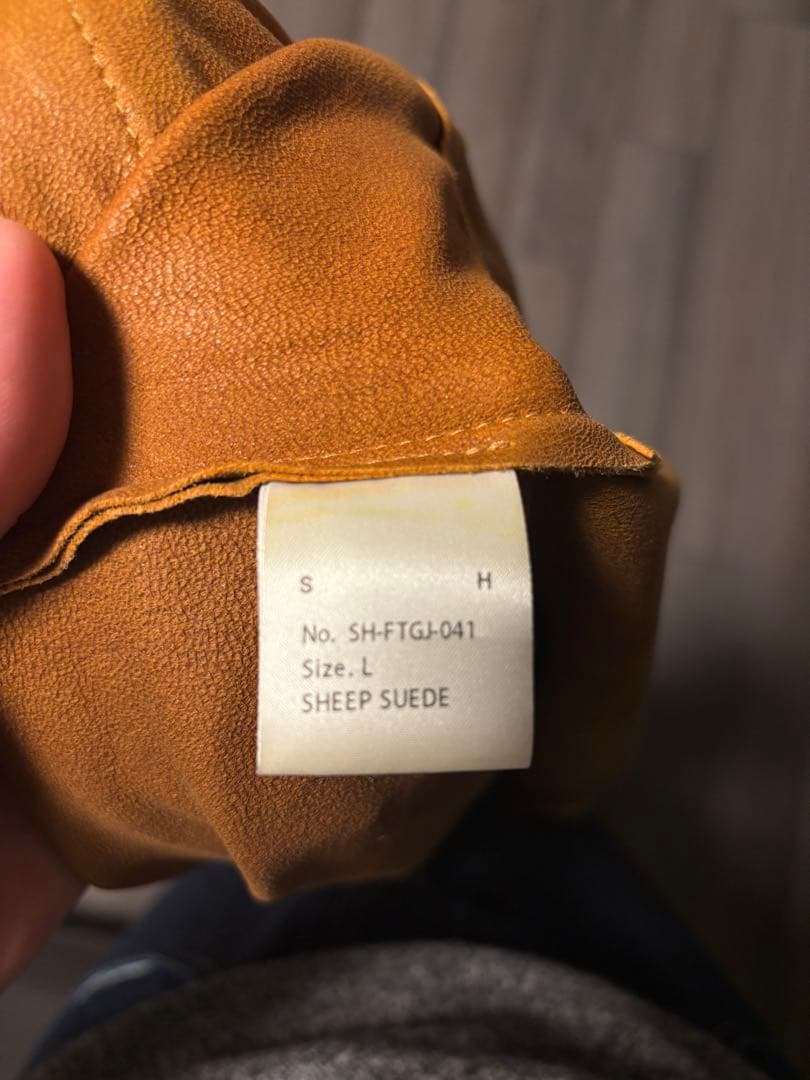 S H
No. SH-FTGJ-041
Size. L
SHEEP SUEDE